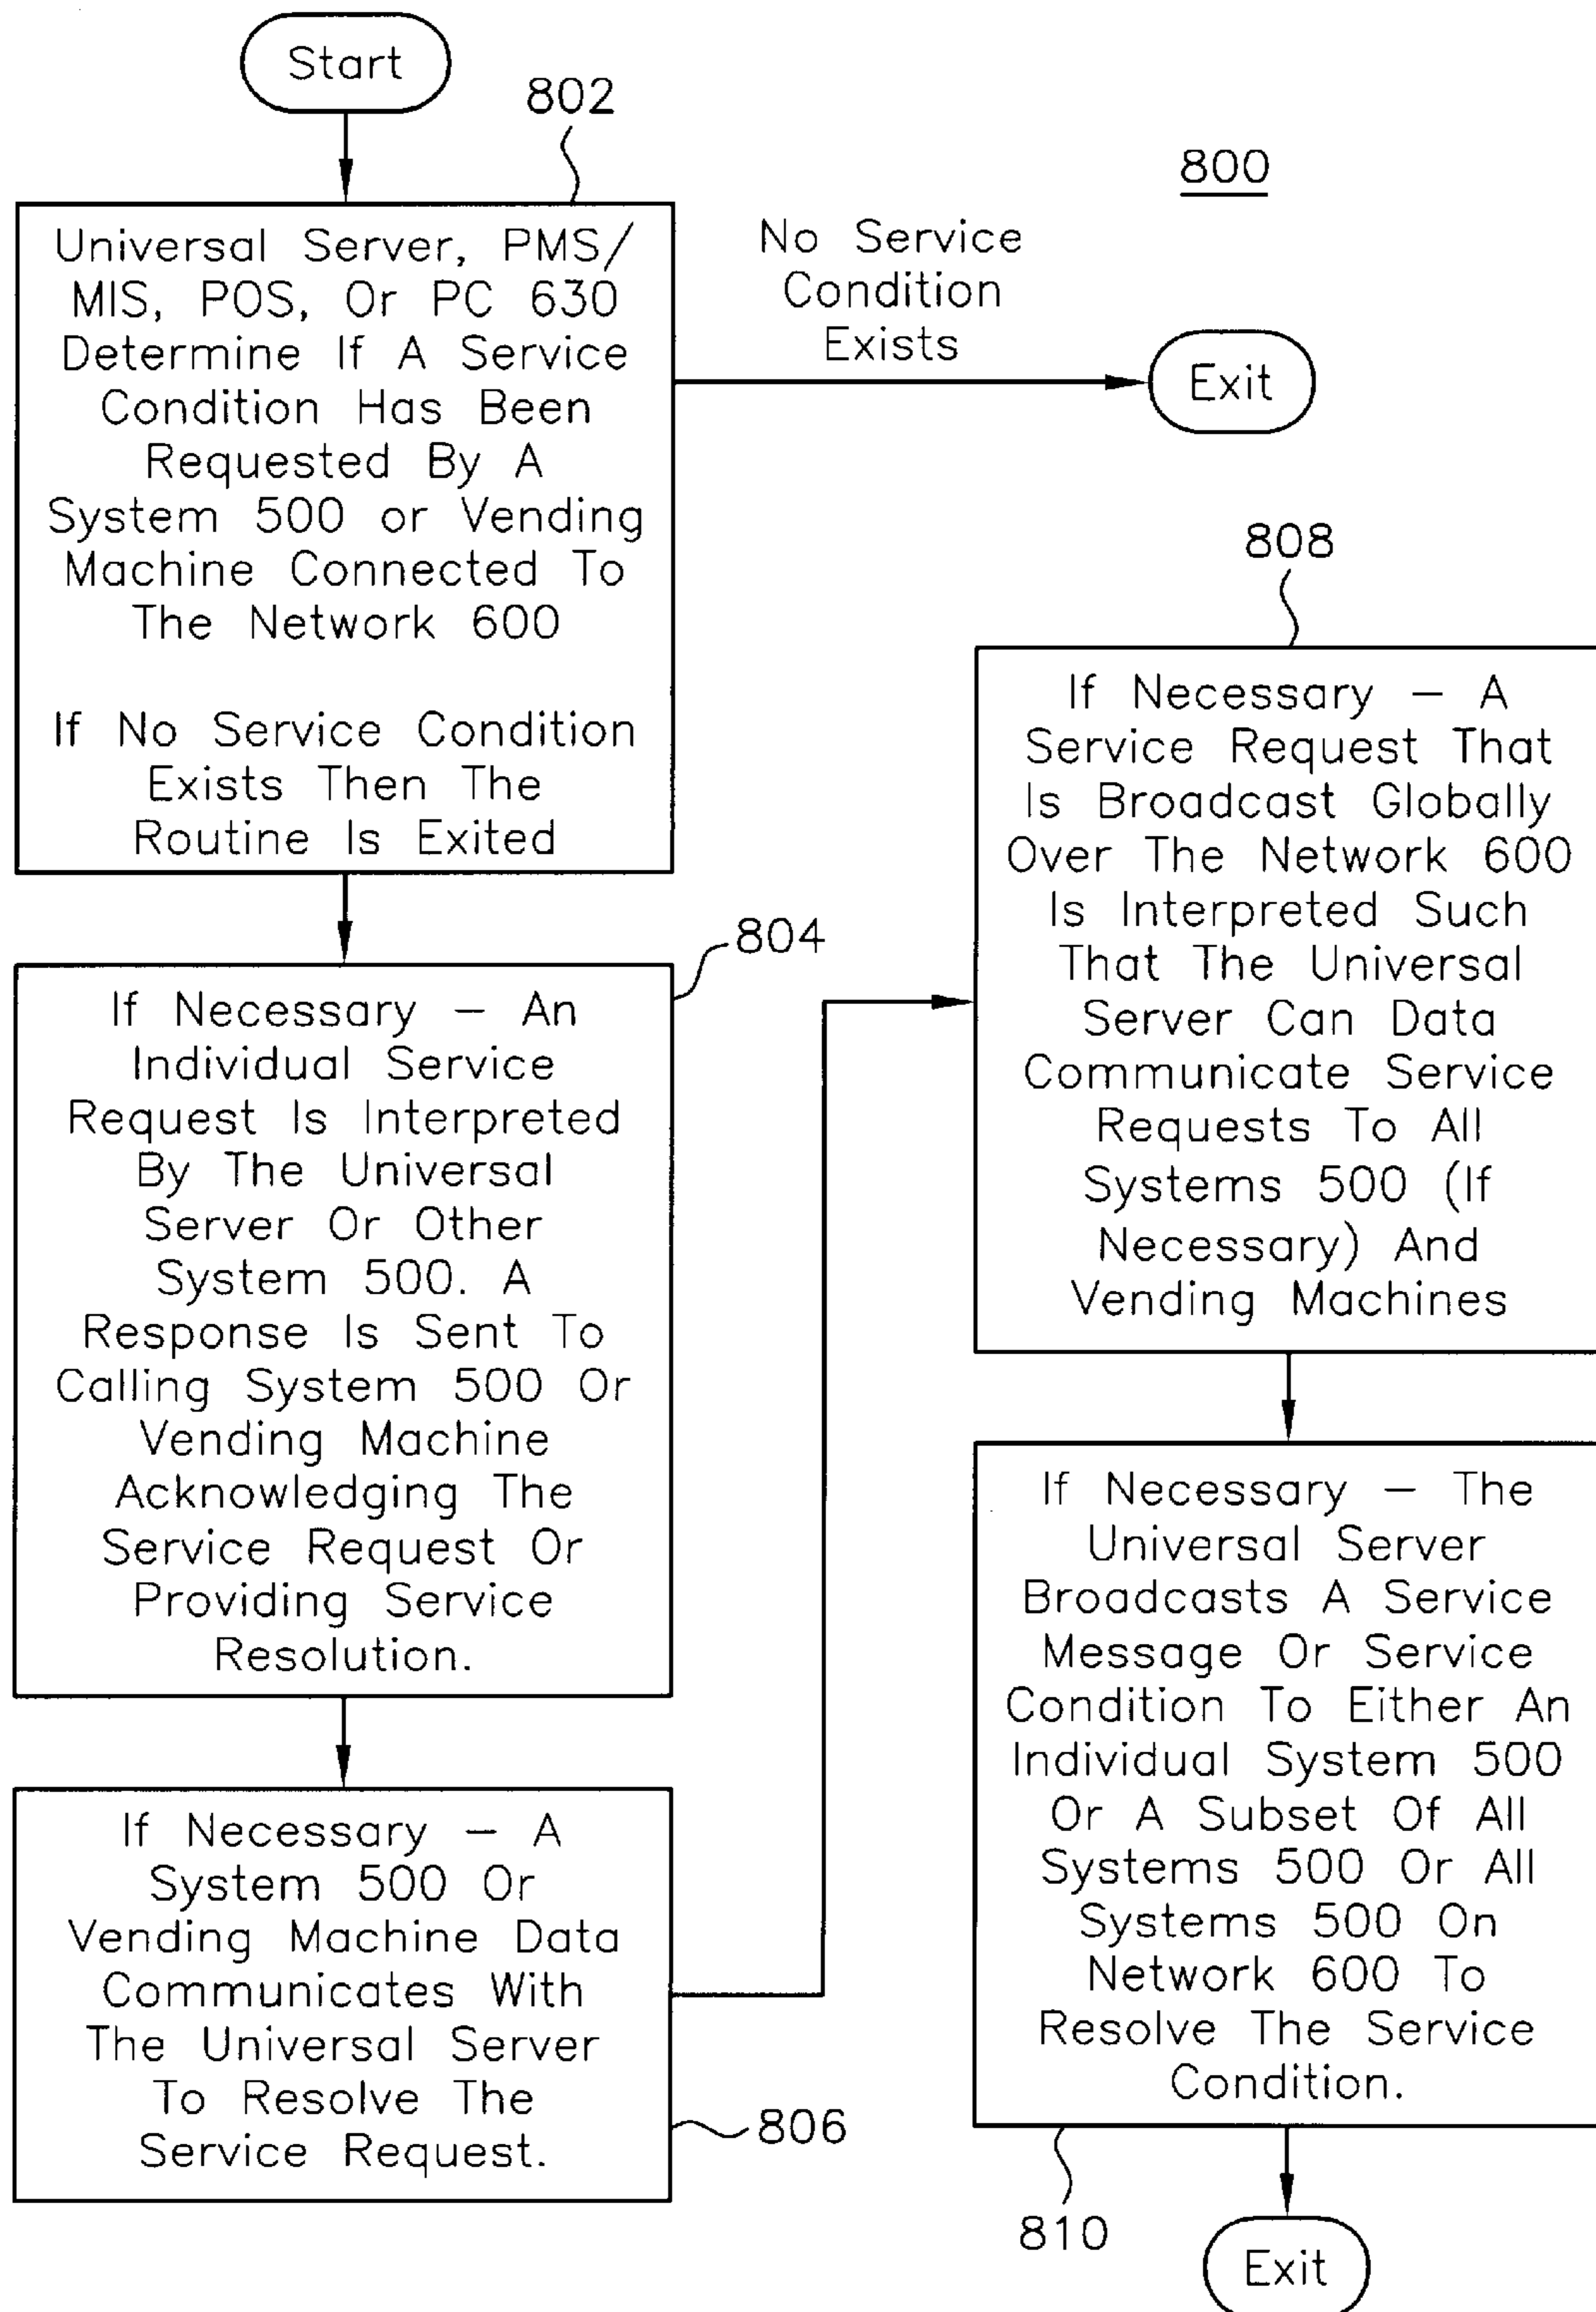 Start
802
800
Universal Server, PMS/
MIS, POS, Or PC 630
Determine If A Service
Condition Has Been
Requested By A
System 500 or Vending
Machine Connected To
The Network 600
If No Service Condition
Exists Then The
Routine Is Exited
No Service
Condition
Exists
Exit
804
If Necessary – An
Individual Service
Request Is Interpreted
By The Universal
Server Or Other
System 500. A
Response Is Sent To
Calling System 500 Or
Vending Machine
Acknowledging The
Service Request Or
Providing Service
Resolution.
If Necessary – A
System 500 Or
Vending Machine Data
Communicates With
The Universal Server
To Resolve The
Service Request.
806
808
If Necessary – A
Service Request That
Is Broadcast Globally
Over The Network 600
Is Interpreted Such
That The Universal
Server Can Data
Communicate Service
Requests To All
Systems 500 (If
Necessary) And
Vending Machines
If Necessary – The
Universal Server
Broadcasts A Service
Message Or Service
Condition To Either An
Individual System 500
Or A Subset Of All
Systems 500 Or All
Systems 500 On
Network 600 To
Resolve The Service
Condition.
810
Exit